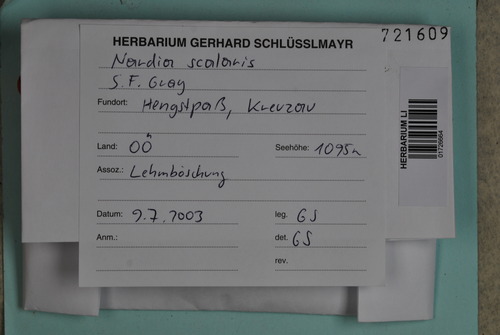 721609
HERBARIUM GERHARD SCHLÜSSLMAYR
Nardia scalaris
S.F. Gray
Fundort: Hengstpaß, Kreuzau
Land: OÖ Seehöhe: 1095m
Assoz.: Lehmböschung
Datum: 9.7.2003 leg. GS
Anm.: det. GS
rev.
HERBARIUM LI
01728664